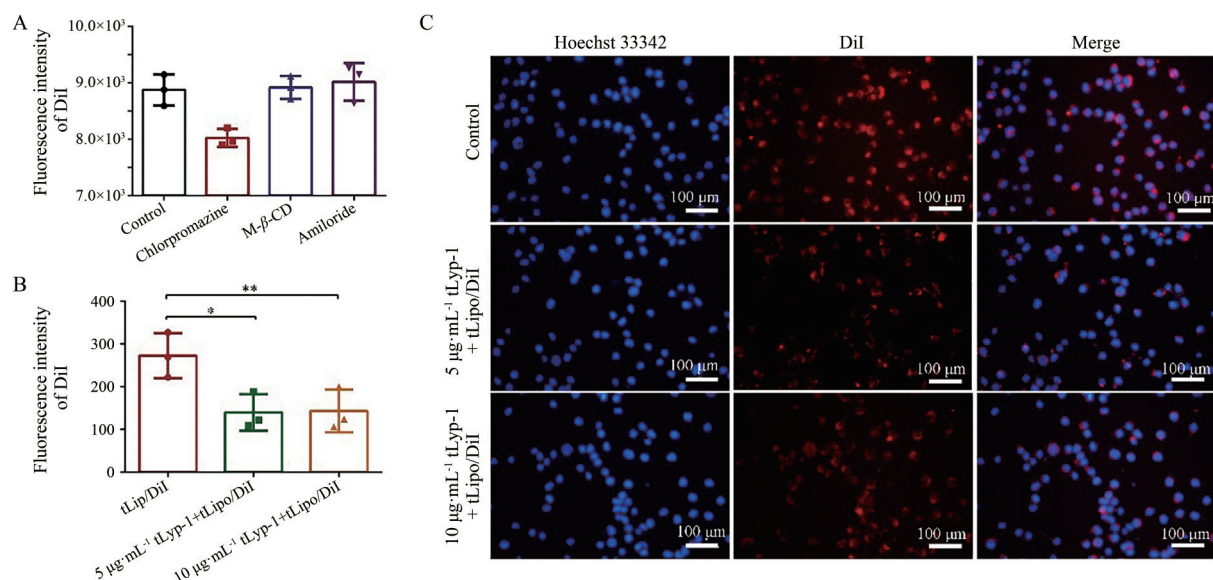 A
Fluorescence intensity
of DiI
10.0×10³
9.0×10³
8.0×10³
7.0×10³
Control
Chlorpromazine
M-β-CD
Amiloride
B
Fluorescence intensity
of DiI
400
300
200
100
0
**
*
tLip/DiI
5 μg·mL⁻¹ tLyp-1+tLipo/DiI
10 μg·mL⁻¹ tLyp-1+tLipo/DiI
C
Hoechst 33342 DiI Merge
Control
100 μm 100 μm 100 μm
5 μg·mL⁻¹ tLyp-1
+ tLipo/DiI
100 μm 100 μm 100 μm
10 μg·mL⁻¹ tLyp-1
+ tLipo/DiI
100 μm 100 μm 100 μm